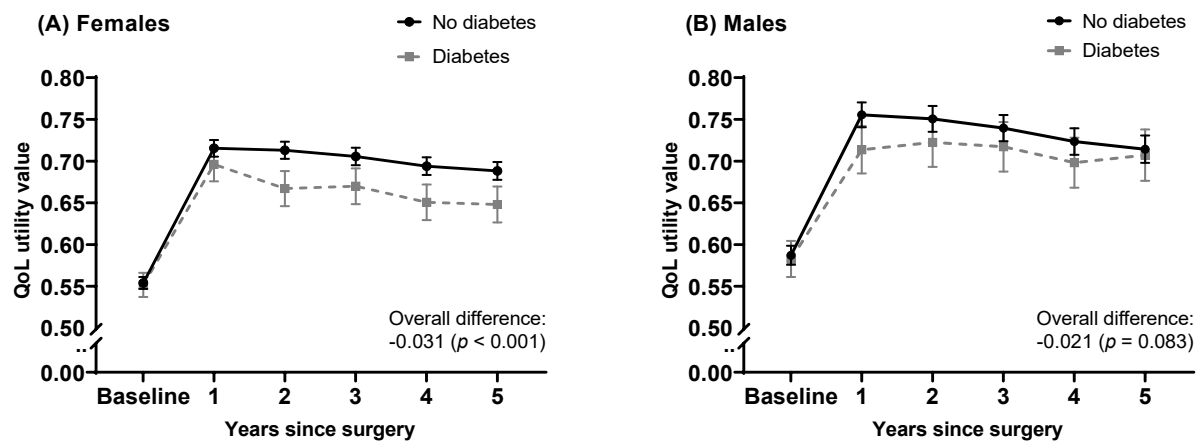 (A) Females
No diabetes
Diabetes
0.80
0.75
0.70
0.65
0.60
0.55
0.50
0.00
QoL utility value
Overall difference:
-0.031 (p < 0.001)
Baseline 1 2 3 4 5
Years since surgery
(B) Males
No diabetes
Diabetes
0.80
0.75
0.70
0.65
0.60
0.55
0.50
0.00
QoL utility value
Overall difference:
-0.021 (p = 0.083)
Baseline 1 2 3 4 5
Years since surgery